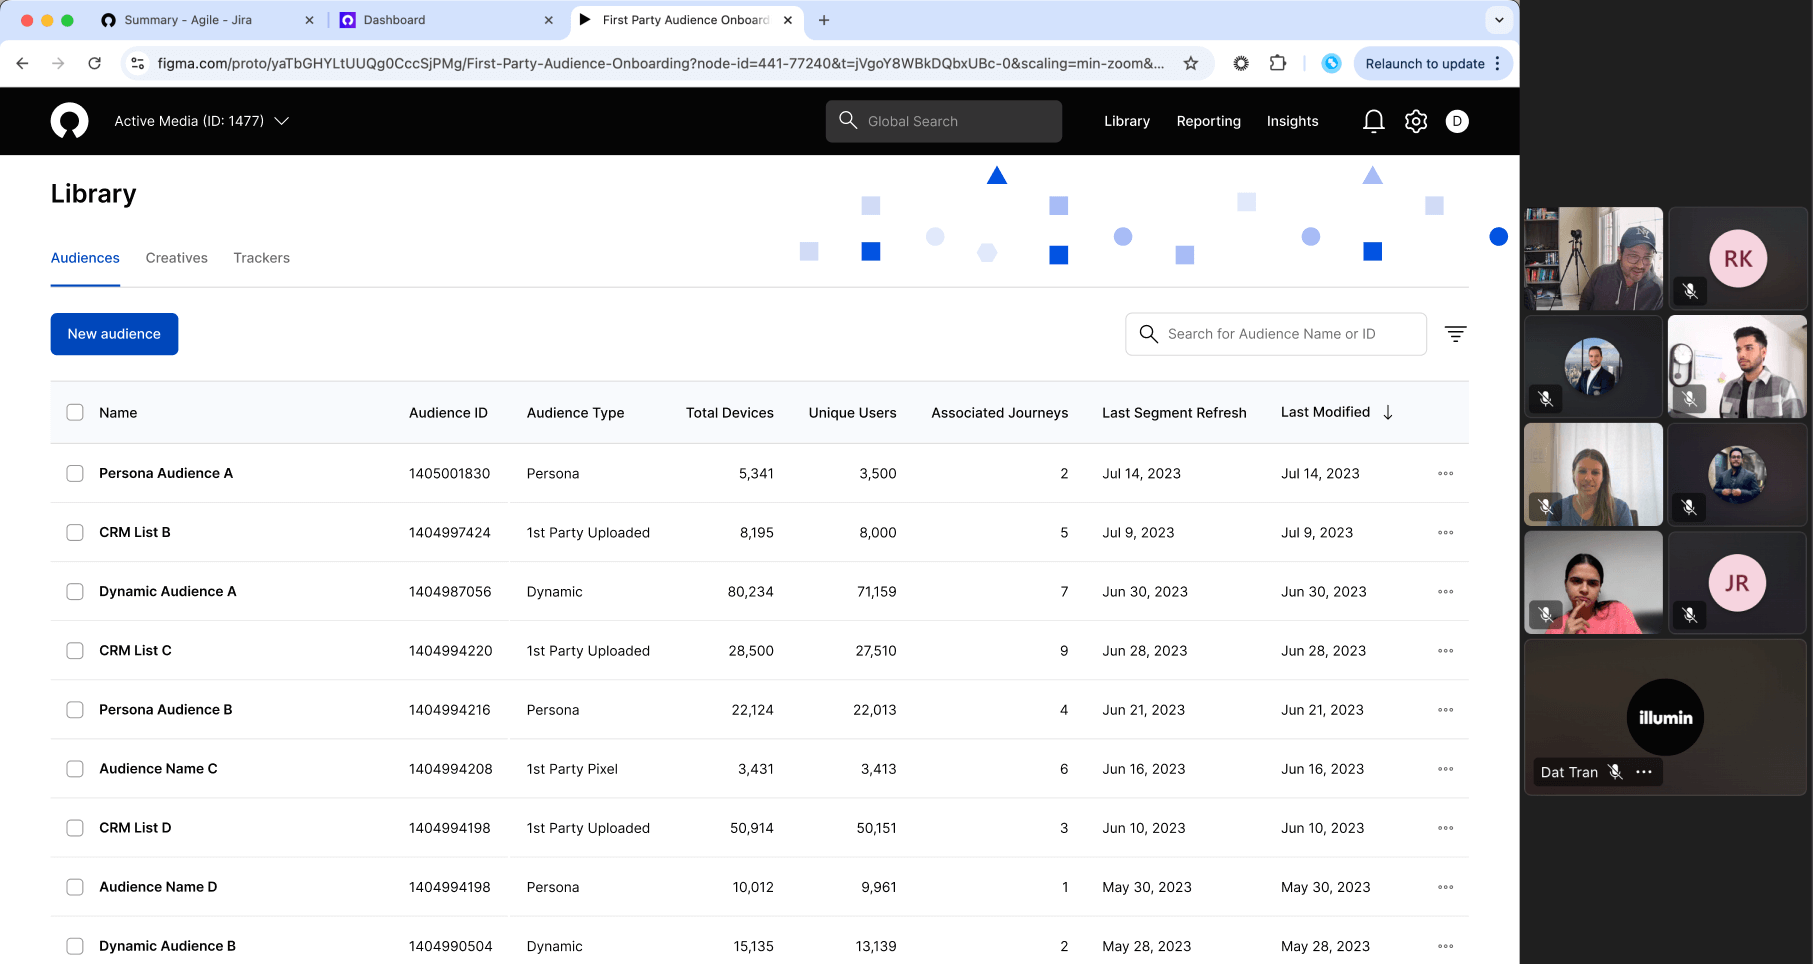 Summary - Agile - Jira
Dashboard
First Party Audience Onboard
figma.com/proto/yaTbGHYLtUUQg0CccSjPMg/First-Party-Audience-Onboarding?node-id=441-77240&t=jVgoY8WBkDQbxUBc-0&scaling=min-zoom&...
Relaunch to update
Active Media (ID: 1477)
Global Search
Library Reporting Insights D
Library
Audiences Creatives Trackers
New audience
Search for Audience Name or ID
Name Audience ID Audience Type Total Devices Unique Users Associated Journeys Last Segment Refresh Last Modified
Persona Audience A 1405001830 Persona 5,341 3,500 2 Jul 14, 2023 Jul 14, 2023
CRM List B 1404997424 1st Party Uploaded 8,195 8,000 5 Jul 9, 2023 Jul 9, 2023
Dynamic Audience A 1404987056 Dynamic 80,234 71,159 7 Jun 30, 2023 Jun 30, 2023
CRM List C 1404994220 1st Party Uploaded 28,500 27,510 9 Jun 28, 2023 Jun 28, 2023
Persona Audience B 1404994216 Persona 22,124 22,013 4 Jun 21, 2023 Jun 21, 2023
Audience Name C 1404994208 1st Party Pixel 3,431 3,413 6 Jun 16, 2023 Jun 16, 2023
CRM List D 1404994198 1st Party Uploaded 50,914 50,151 3 Jun 10, 2023 Jun 10, 2023
Audience Name D 1404994198 Persona 10,012 9,961 1 May 30, 2023 May 30, 2023
Dynamic Audience B 1404990504 Dynamic 15,135 13,139 2 May 28, 2023 May 28, 2023
RK
JR
illumin
Dat Tran